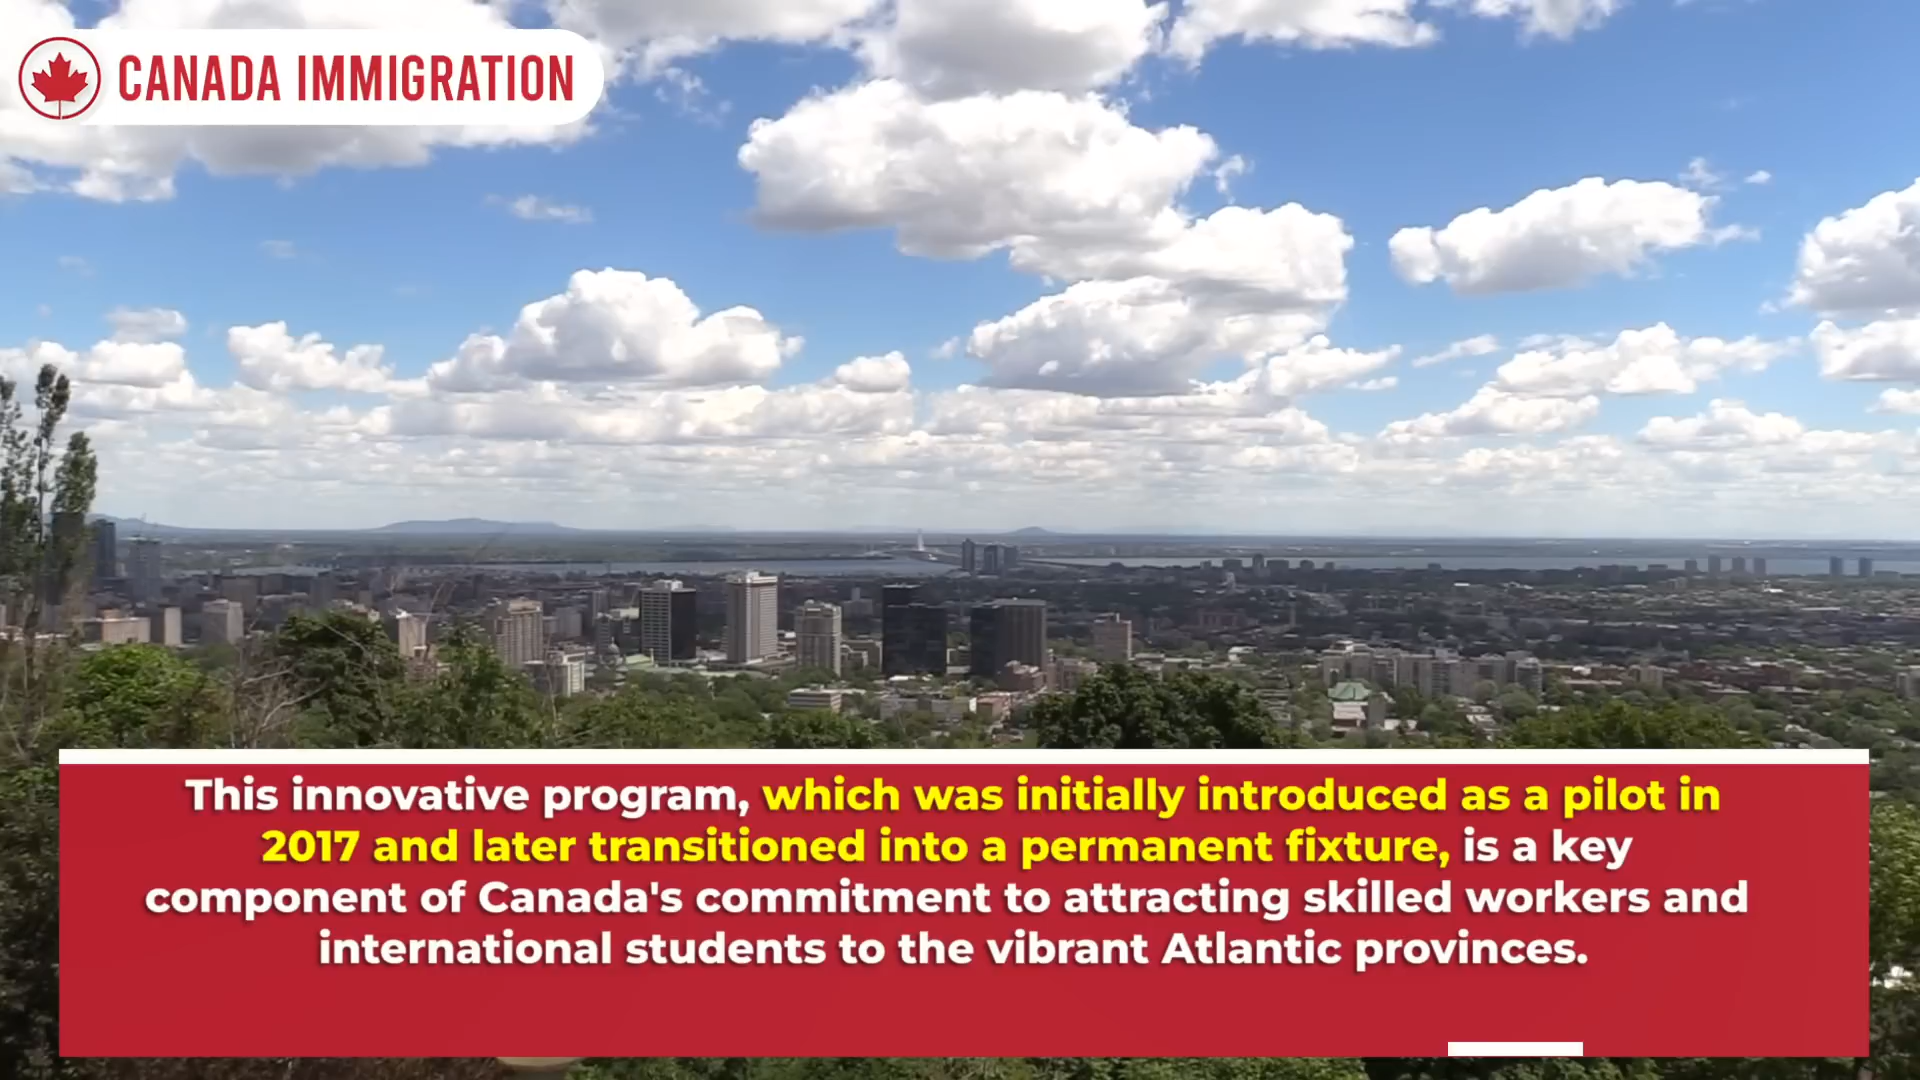 CANADA IMMIGRATION
This innovative program, which was initially introduced as a pilot in
2017 and later transitioned into a permanent fixture, is a key
component of Canada's commitment to attracting skilled workers and
international students to the vibrant Atlantic provinces.